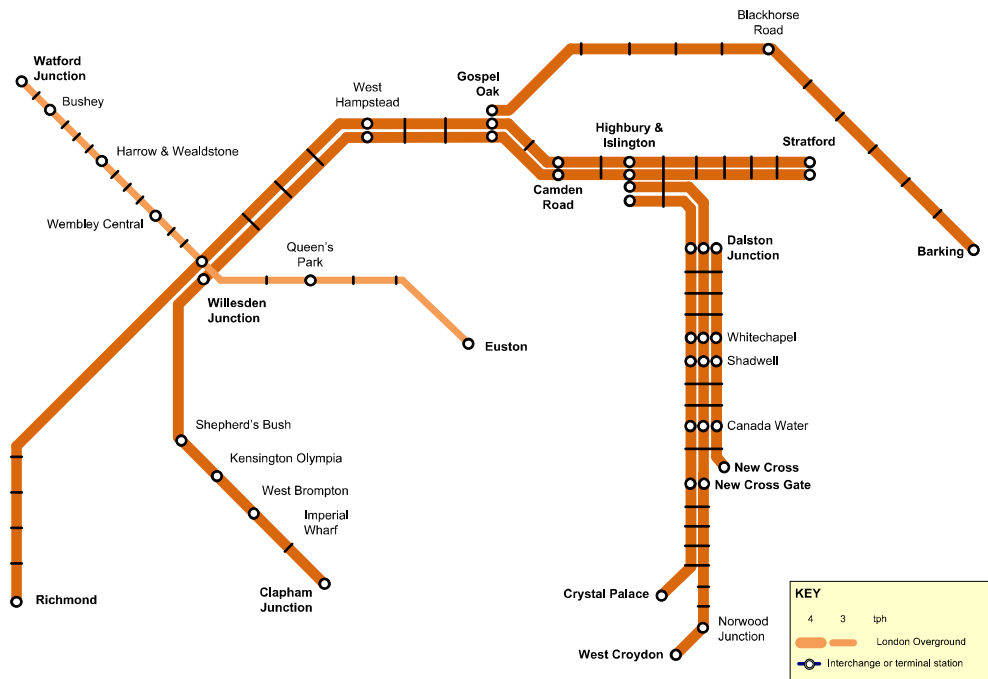 Blackhorse
Road
Watford
Junction
Bushey
West
Hampstead
Gospel
Oak
Highbury &
Islington
Stratford
Harrow & Wealdstone
Camden
Road
Wembley Central
Queen's
Park
Dalston
Junction
Barking
Willesden
Junction
Euston
Whitechapel
Shadwell
Shepherd's Bush
Canada Water
Kensington Olympia
New Cross
West Brompton
New Cross Gate
Imperial
Wharf
Richmond
Clapham
Junction
Crystal Palace
Norwood
Junction
West Croydon
KEY
4 3 tph
London Overground
Interchange or terminal station